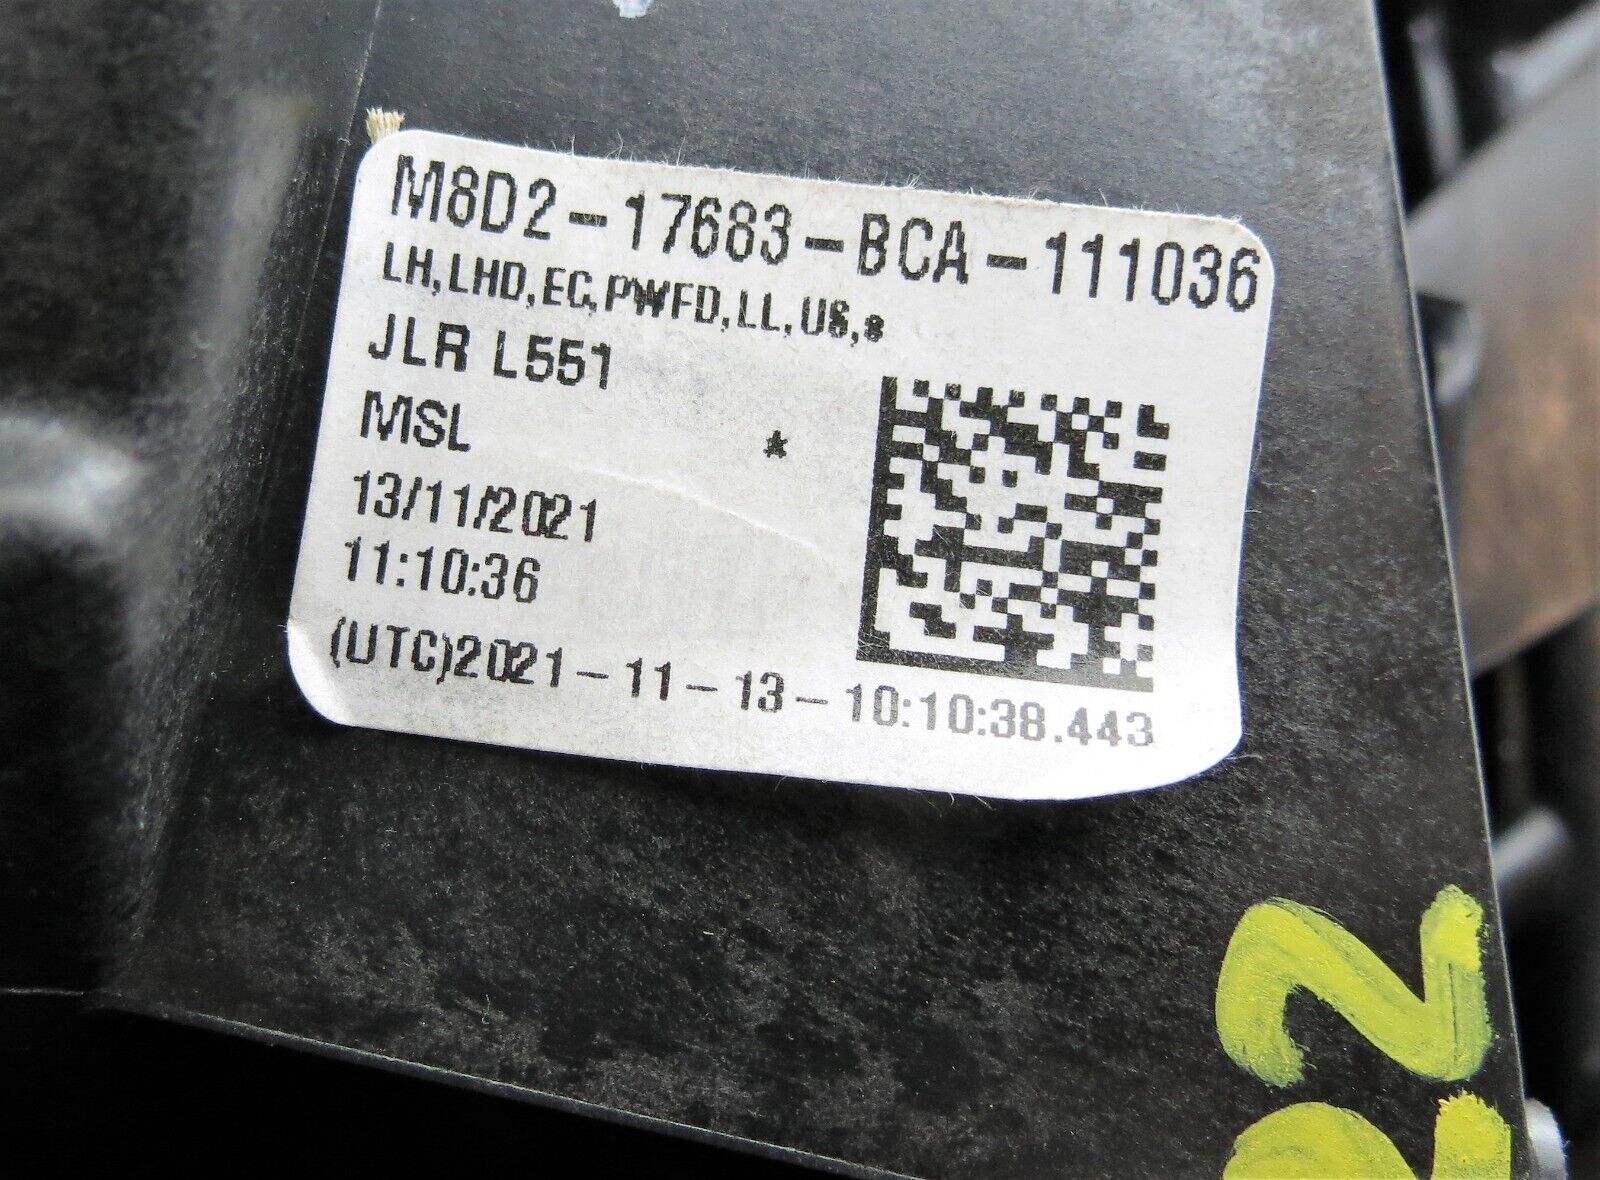 M8D2-17683-BCA-111036
LH,LHD,EC,PWFD,LL,US,8
JLR L551
MSL *
13/11/2021
11:10:36
(UTC)2021-11-13-10:10:38.443